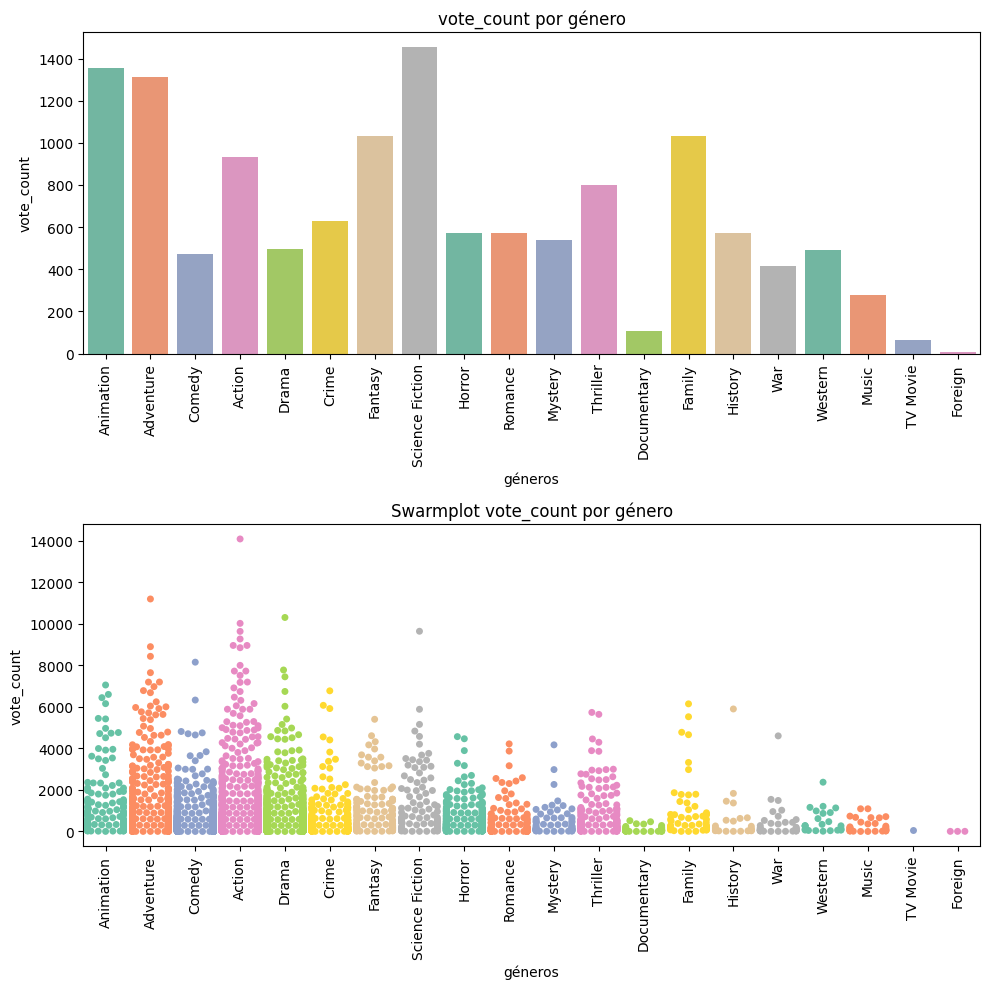 vote_count por género
1400
1200
1000
800
600
400
200
0
vote_count
Animation
Adventure
Comedy
Action
Drama
Crime
Fantasy
Science Fiction
Horror
Romance
Mystery
Thriller
Documentary
Family
History
War
Western
Music
TV Movie
Foreign
géneros
Swarmplot vote_count por género
14000
12000
10000
8000
6000
4000
2000
0
vote_count
Animation
Adventure
Comedy
Action
Drama
Crime
Fantasy
Science Fiction
Horror
Romance
Mystery
Thriller
Documentary
Family
History
War
Western
Music
TV Movie
Foreign
géneros